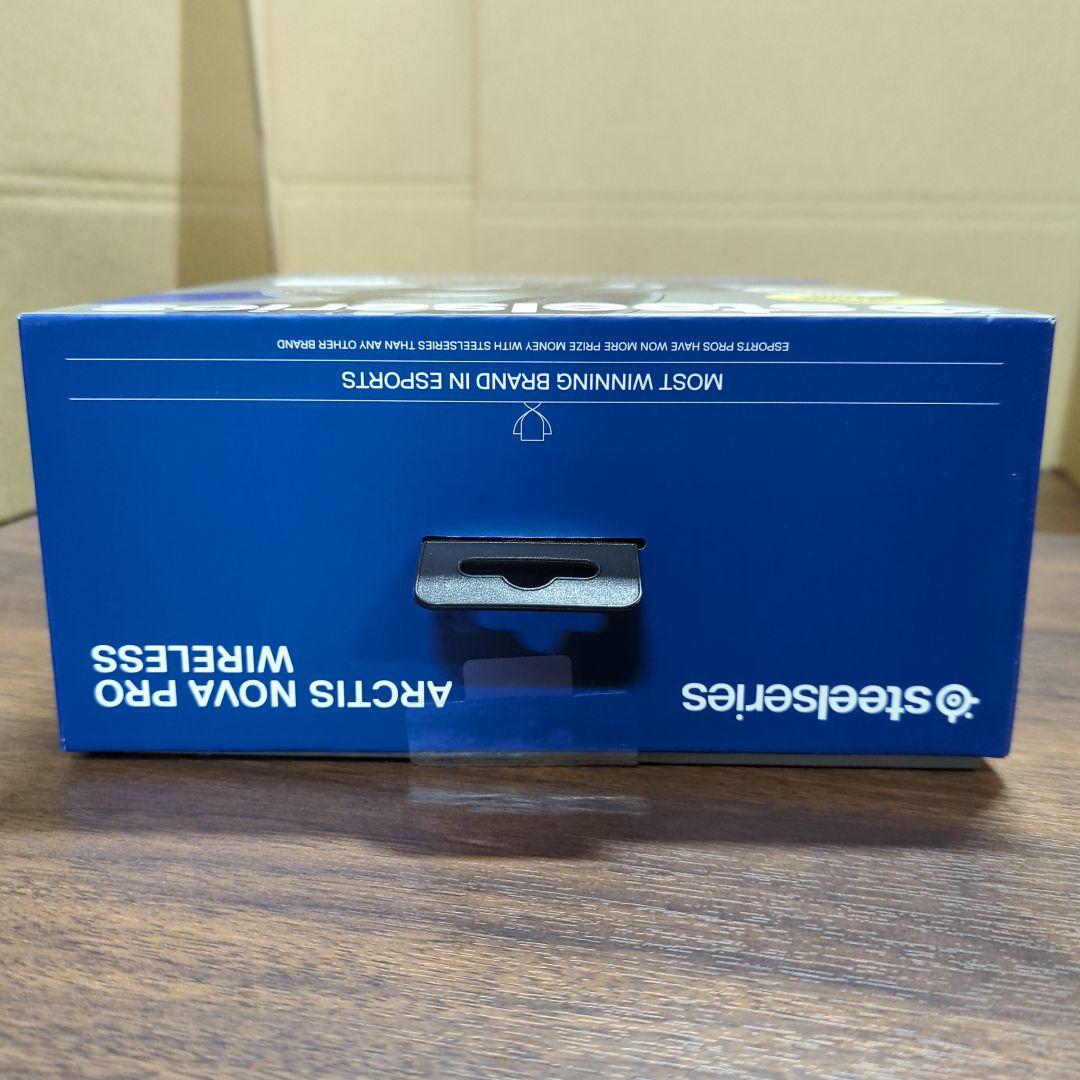 steelseries
ARCTIS NOVA PRO
WIRELESS
MOST WINNING BRAND IN ESPORTS
ESPORTS PROS HAVE WON MORE PRIZE MONEY WITH STEELSERIES THAN ANY OTHER BRAND